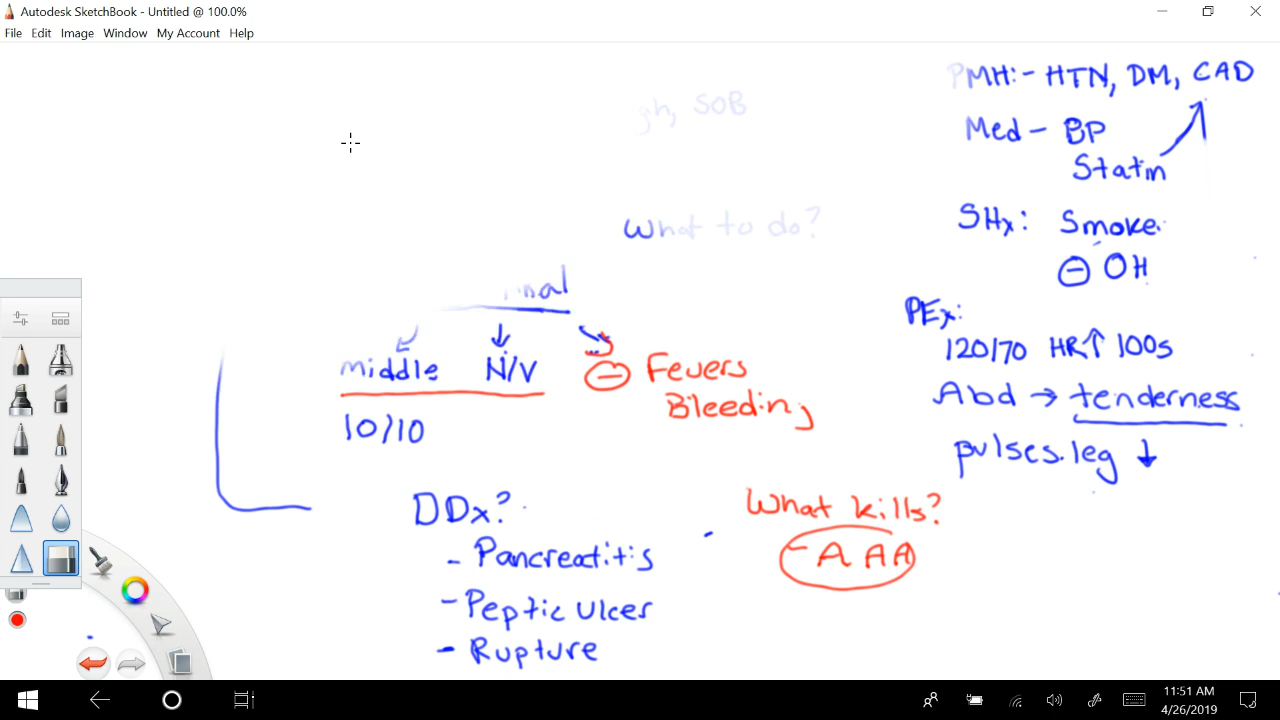 Autodesk SketchBook - Untitled @ 100.0%
File Edit Image Window My Account Help
SOB
What to do?
middle N/V ⊖ Fevers
Bleeding
10/10
DDx?
- Pancreatitis
- Peptic Ulcer
- Rupture
What kills?
- AAA
PMH: - HTN, DM, CAD
Med - BP
Statin
SHx: Smoke
⊖ OH
PEx:
120/70 HR↑ 100s
Abd → tenderness
pulses.leg ↓
11:51 AM
4/26/2019